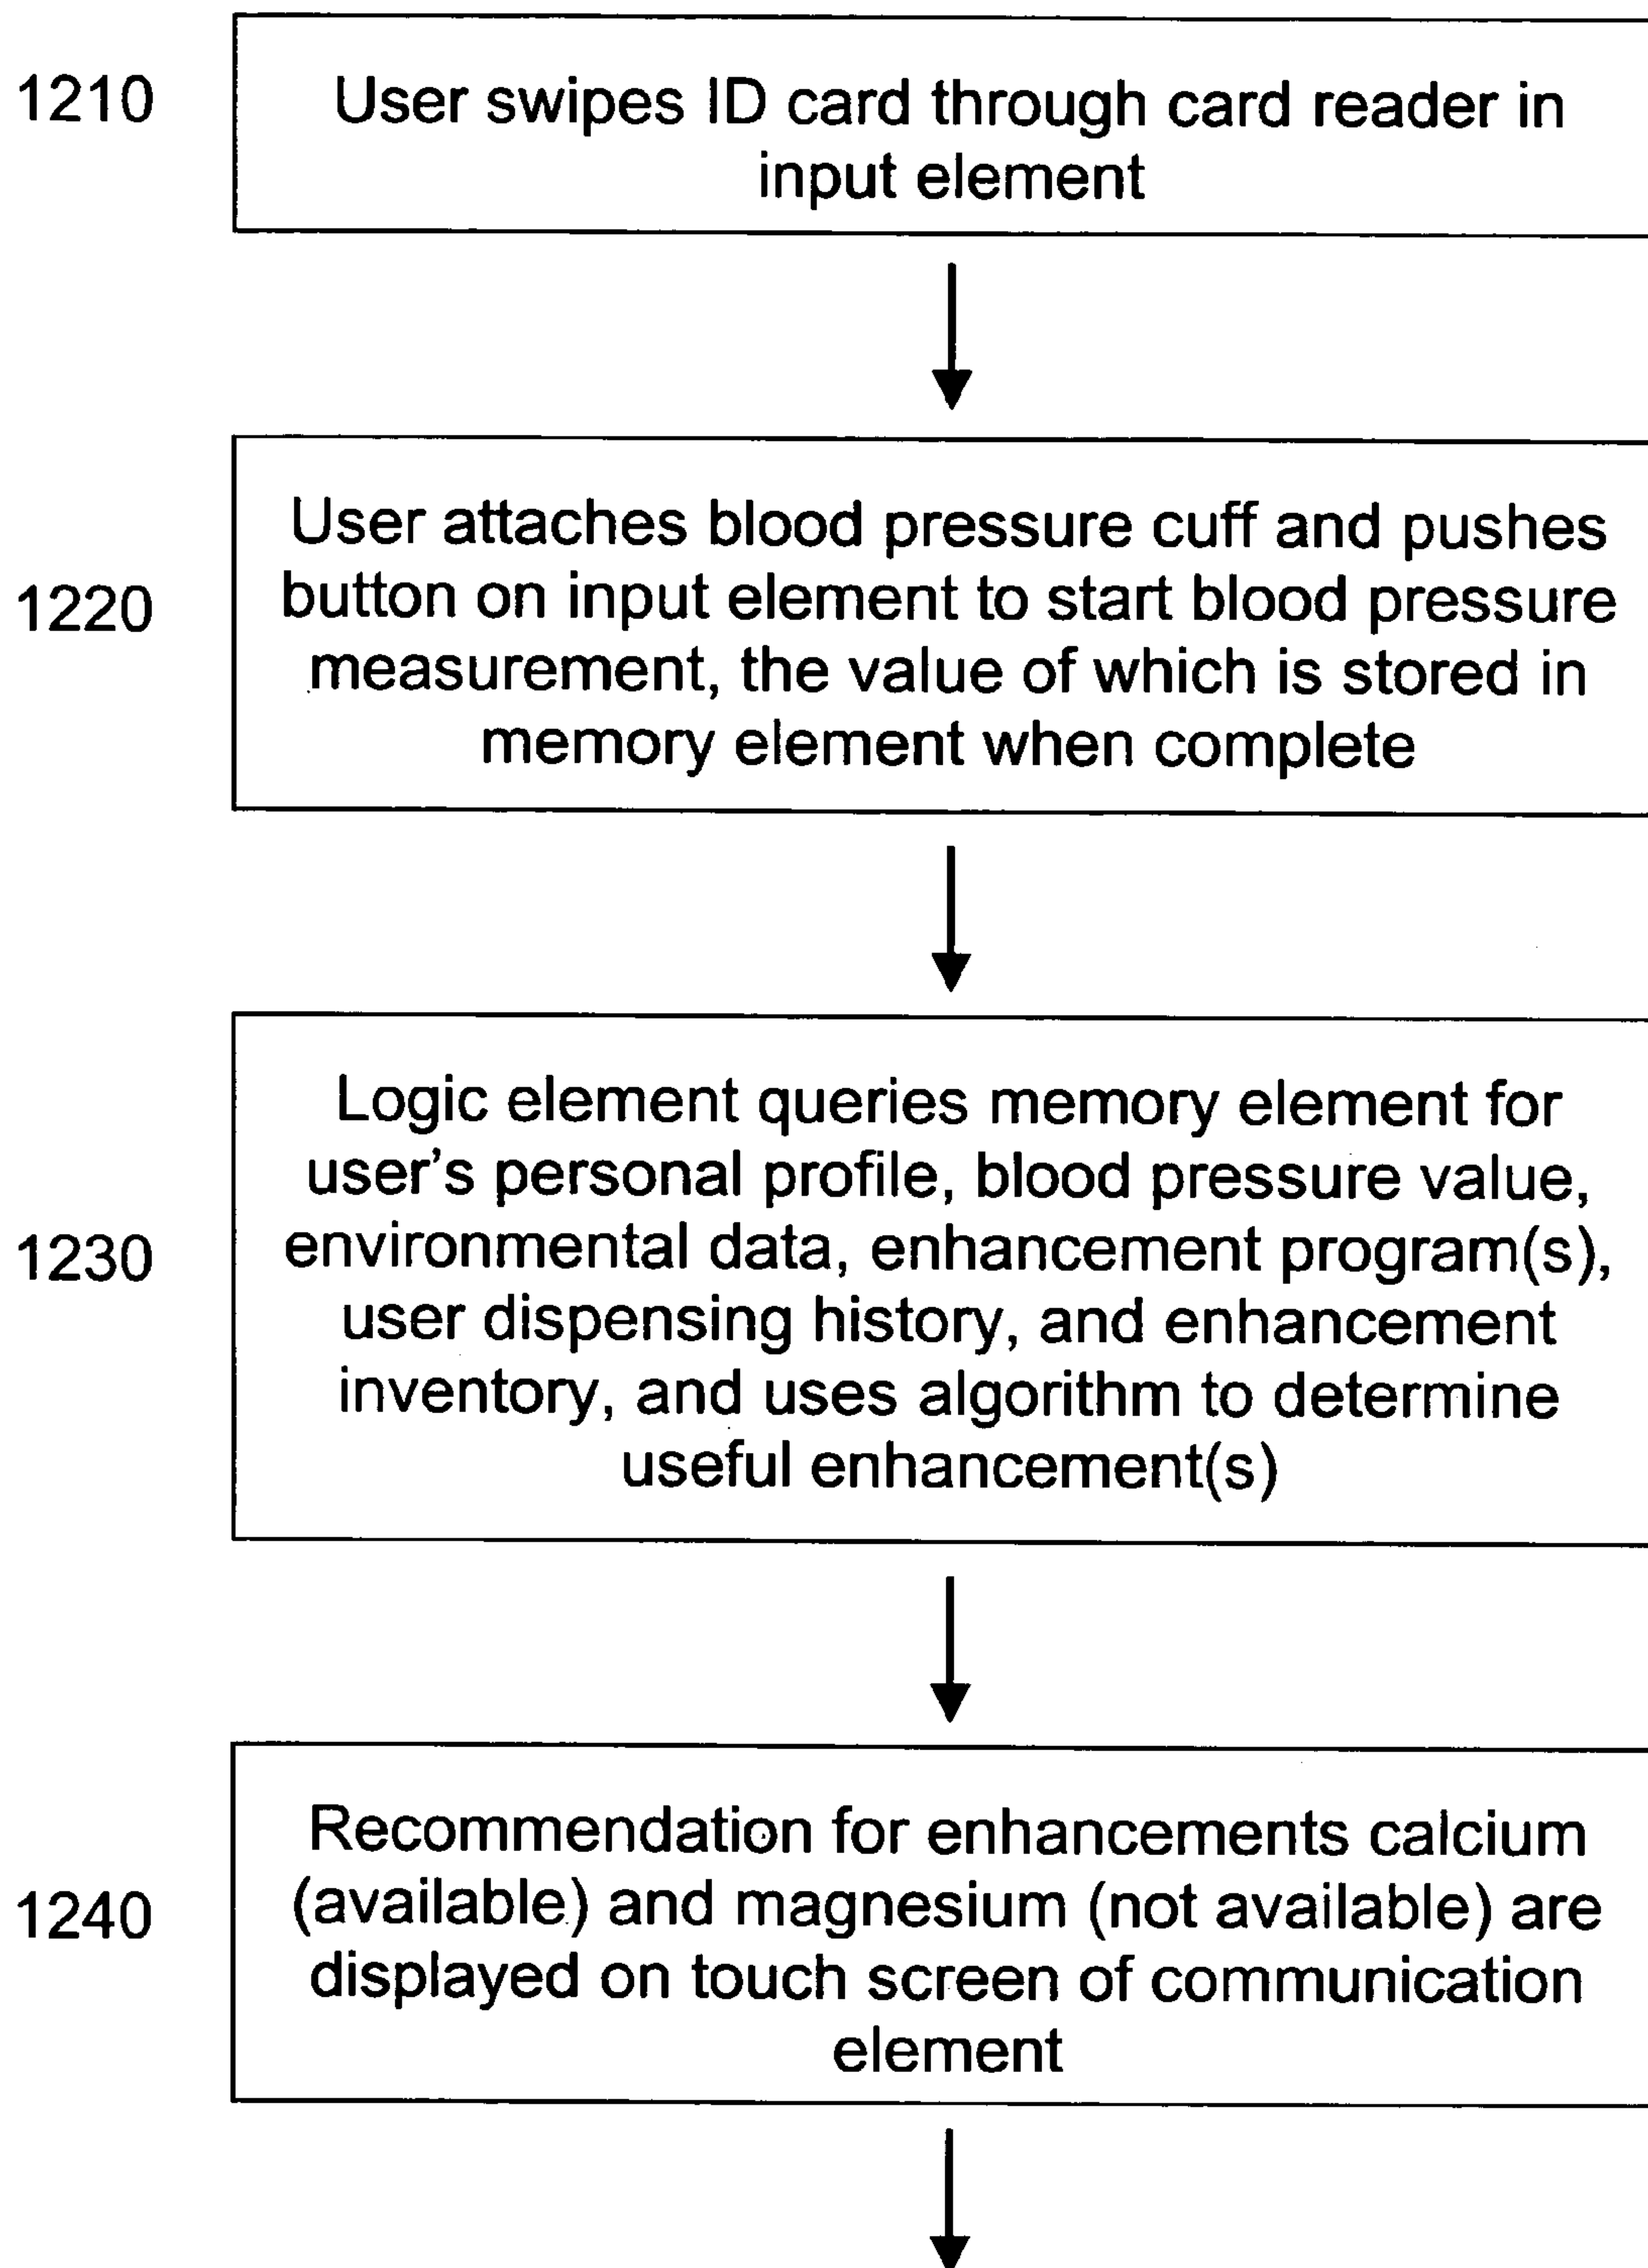 1210
User swipes ID card through card reader in
input element
1220
User attaches blood pressure cuff and pushes
button on input element to start blood pressure
measurement, the value of which is stored in
memory element when complete
1230
Logic element queries memory element for
user's personal profile, blood pressure value,
environmental data, enhancement program(s),
user dispensing history, and enhancement
inventory, and uses algorithm to determine
useful enhancement(s)
1240
Recommendation for enhancements calcium
(available) and magnesium (not available) are
displayed on touch screen of communication
element